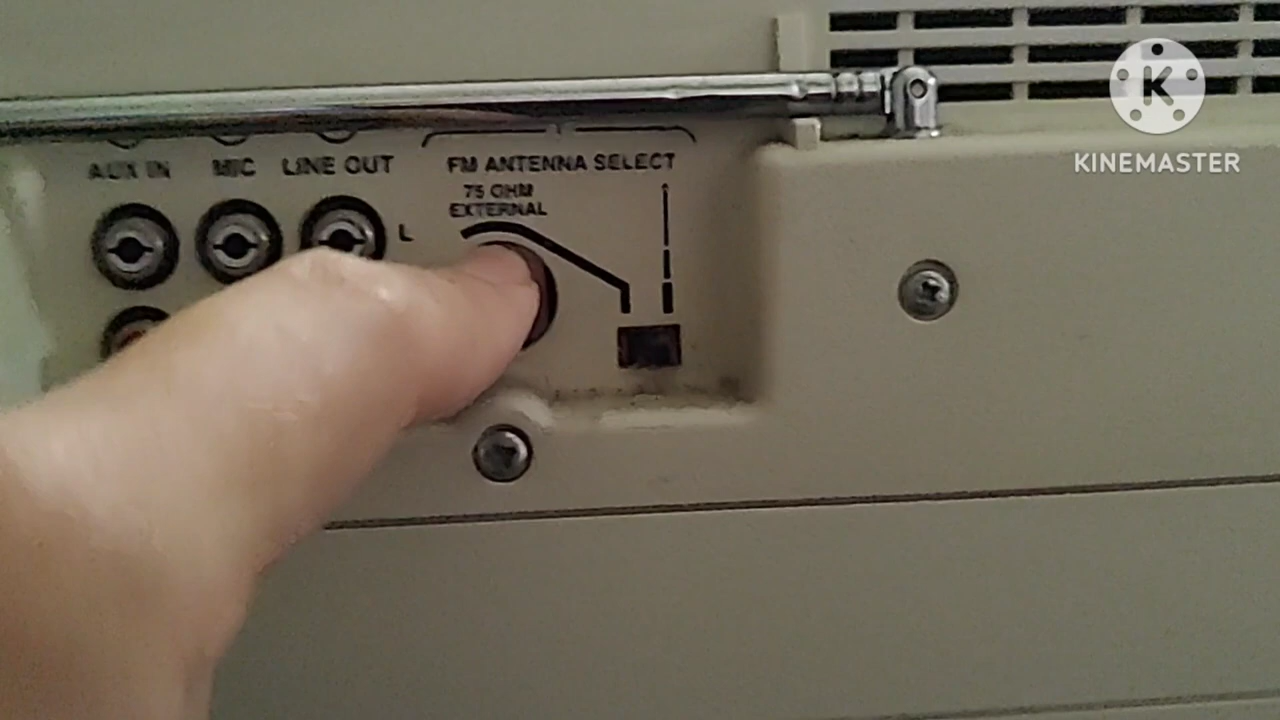 K
KINEMASTER
AUX IN MIC LINE OUT
FM ANTENNA SELECT
75 OHM
EXTERNAL
L